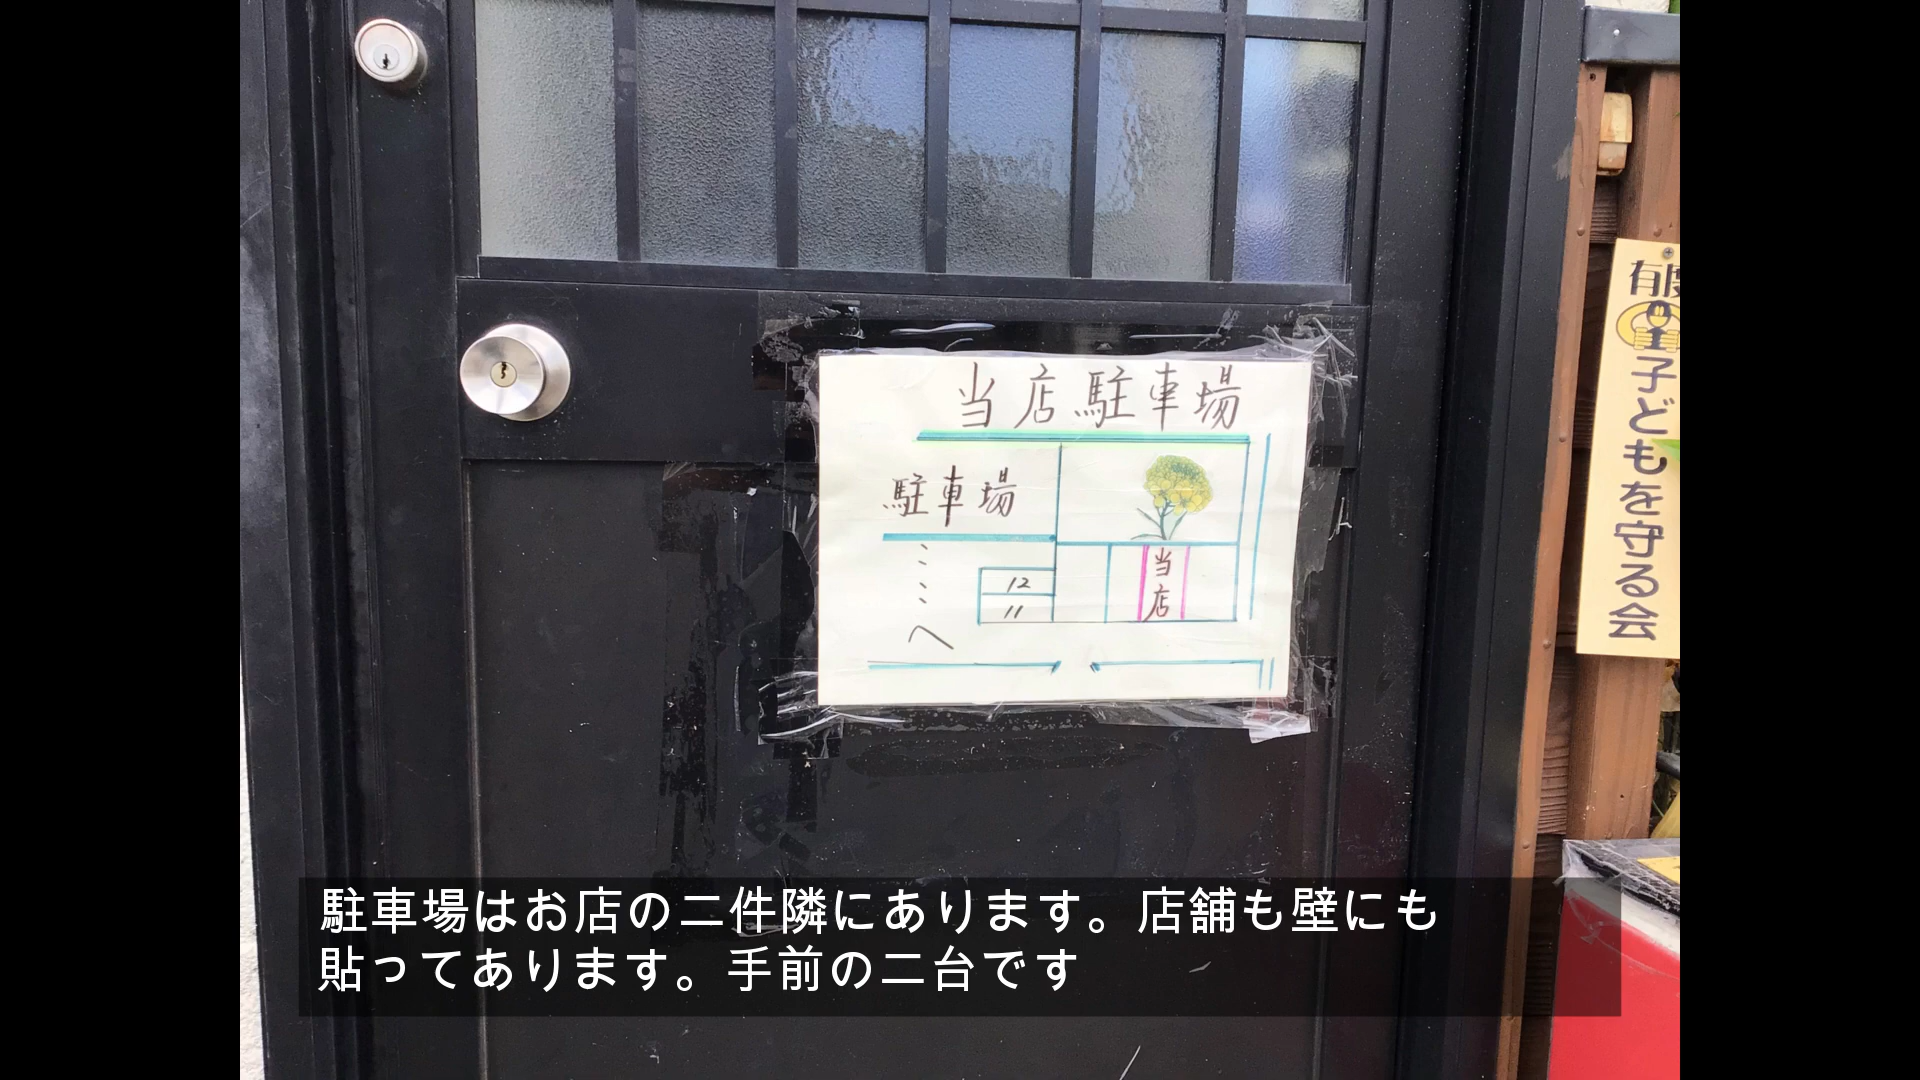 当店駐車場
駐車場
12
11
へ
当店
有度
子どもを守る会
駐車場はお店の二件隣にあります。店舗も壁にも
貼ってあります。手前の二台です